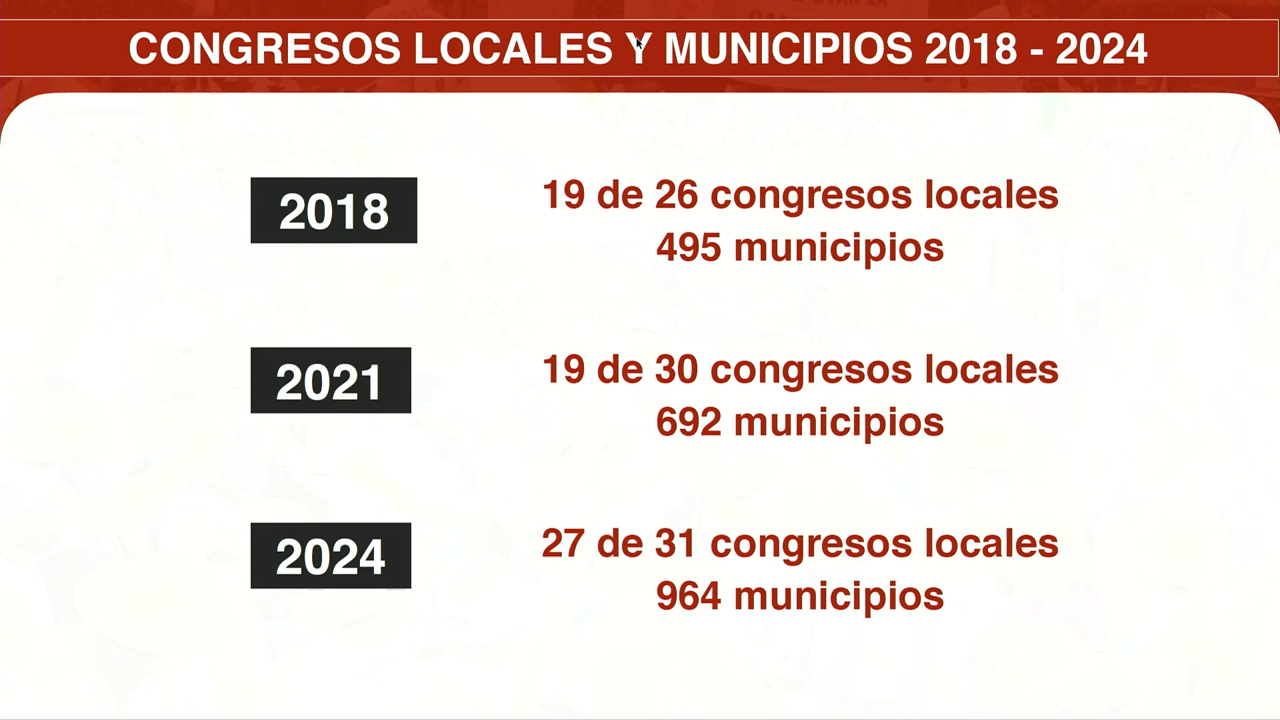 CONGRESOS LOCALES Y MUNICIPIOS 2018 - 2024
2018
19 de 26 congresos locales
495 municipios
2021
19 de 30 congresos locales
692 municipios
2024
27 de 31 congresos locales
964 municipios